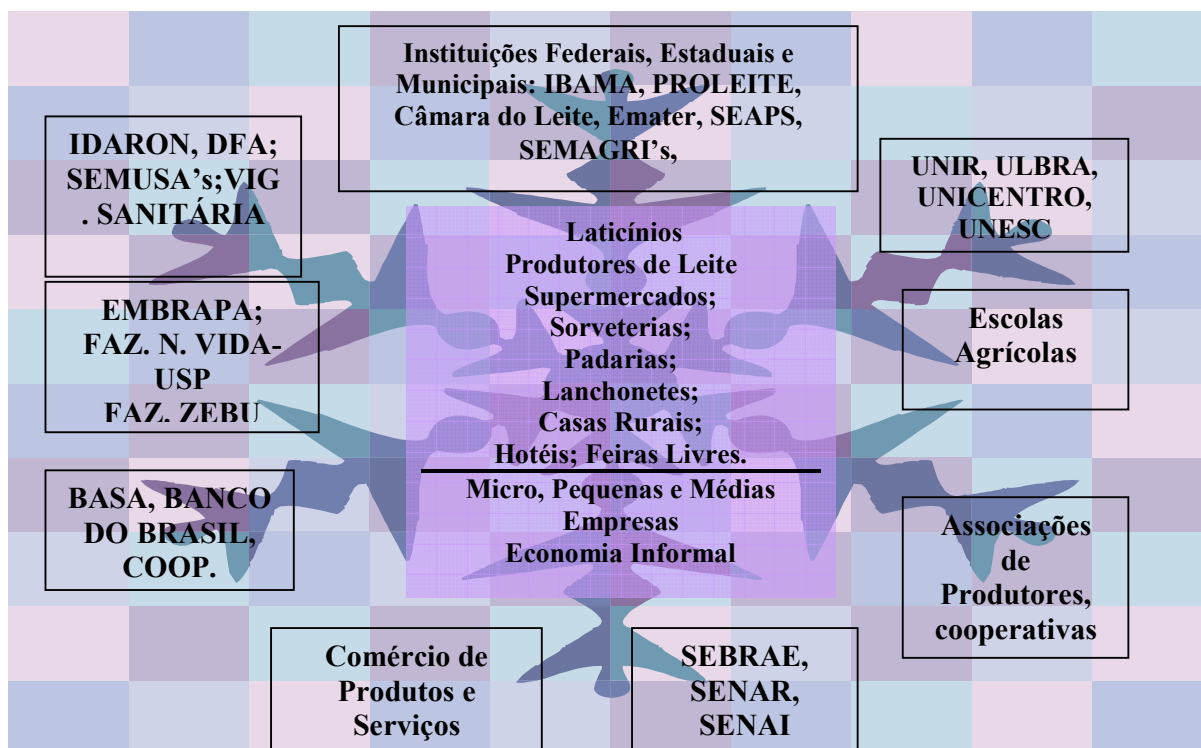 Instituições Federais, Estaduais e
Municipais: IBAMA, PROLEITE,
Câmara do Leite, Emater, SEAPS,
SEMAGRI’s,
IDARON, DFA;
SEMUSA’s;VIG
. SANITÁRIA
UNIR, ULBRA,
UNICENTRO,
UNESC
EMBRAPA;
FAZ. N. VIDA-
USP
FAZ. ZEBU
Laticínios
Produtores de Leite
Supermercados;
Sorveterias;
Padarias;
Lanchonetes;
Casas Rurais;
Hotéis; Feiras Livres.
Micro, Pequenas e Médias
Empresas
Economia Informal
Escolas
Agrícolas
BASA, BANCO
DO BRASIL,
COOP.
Associações
de
Produtores,
cooperativas
Comércio de
Produtos e
Serviços
SEBRAE,
SENAR,
SENAI